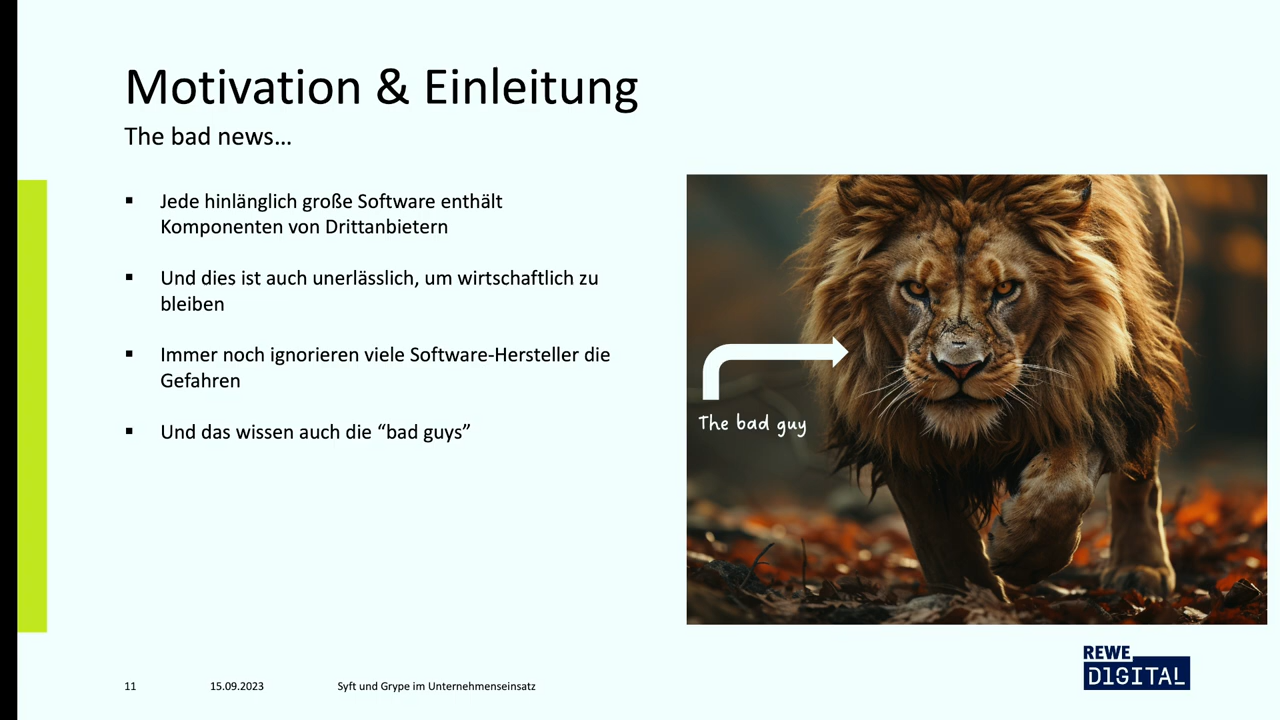 Motivation & Einleitung
The bad news...
▪ Jede hinlänglich große Software enthält
Komponenten von Drittanbietern
▪ Und dies ist auch unerlässlich, um wirtschaftlich zu
bleiben
▪ Immer noch ignorieren viele Software-Hersteller die
Gefahren
▪ Und das wissen auch die “bad guys”
The bad guy
11 15.09.2023 Syft und Grype im Unternehmenseinsatz
REWE
D1GITAL